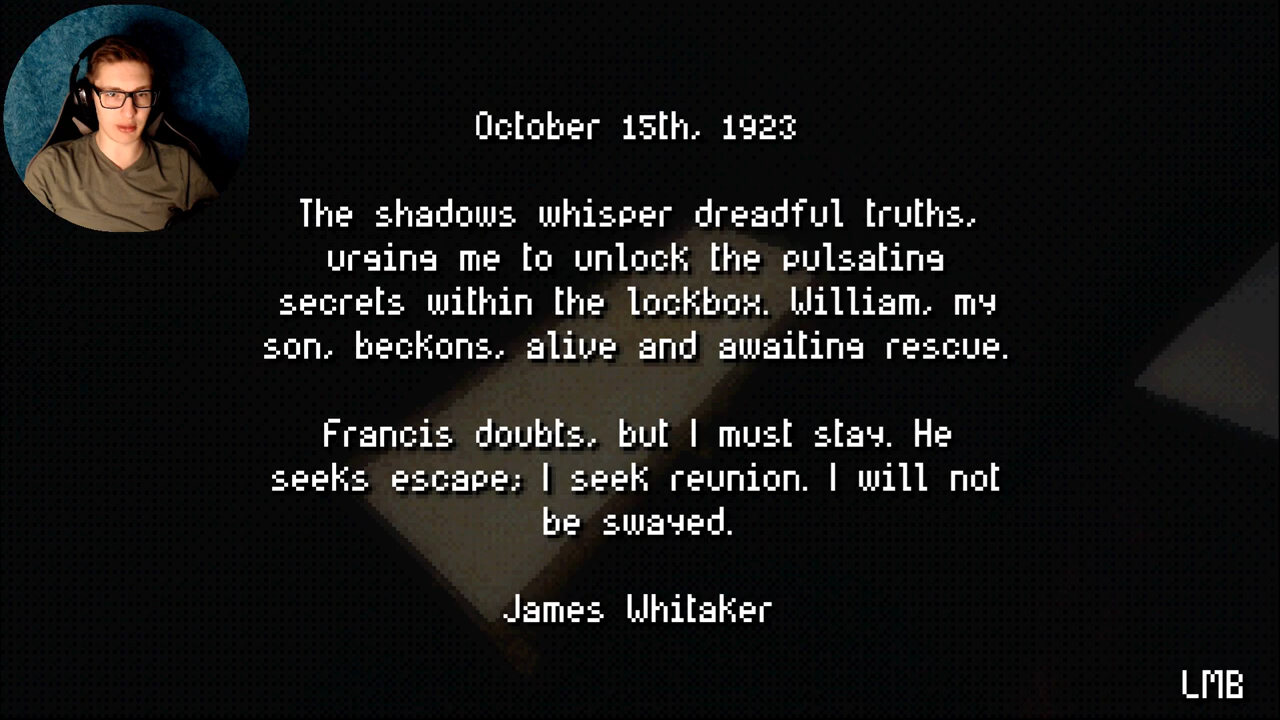 October 15th, 1923
The shadows whisper dreadful truths,
urging me to unlock the pulsating
secrets within the lockbox. William, my
son, beckons, alive and awaiting rescue.
Francis doubts, but I must stay. He
seeks escape; I seek reunion. I will not
be swayed.
James Whitaker
LMB